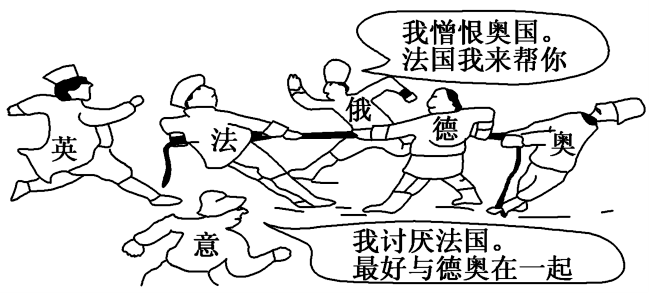 我憎恨奥国。
法国我来帮你
英
法
俄
德
奥
意
我讨厌法国。
最好与德奥在一起